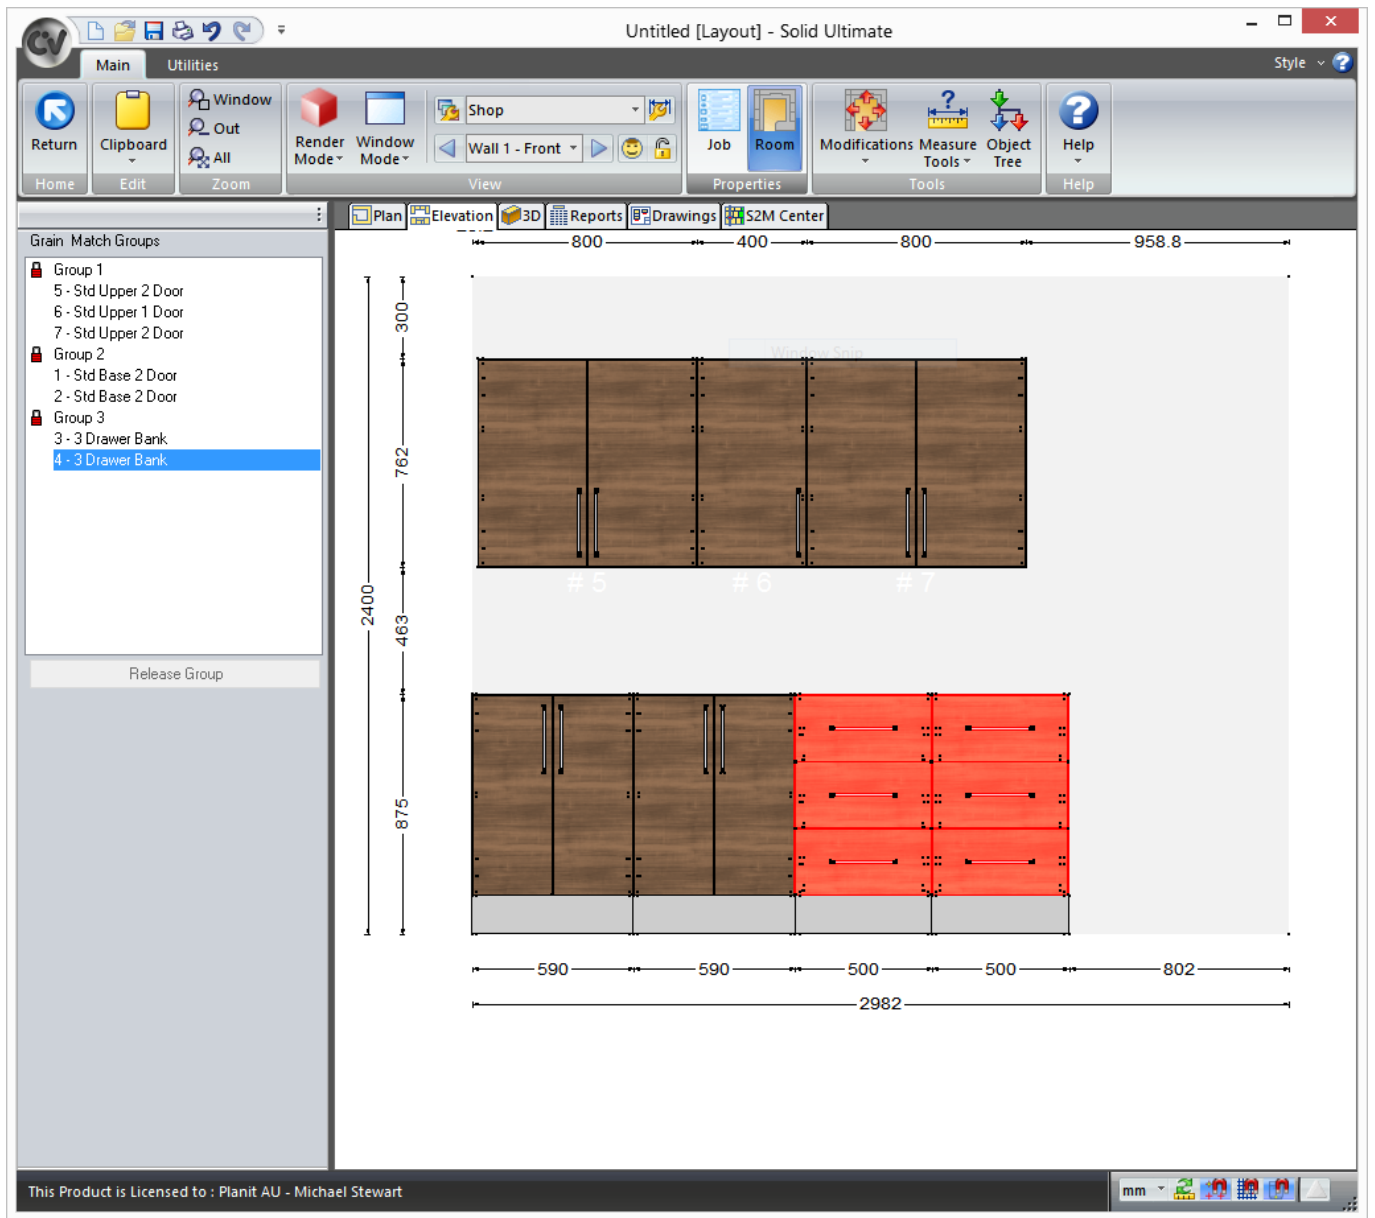 CV
Untitled [Layout] - Solid Ultimate
Main Utilities Style
Return Clipboard Window Out All Render Mode Window Mode Shop Wall 1 - Front Job Room Modifications Measure Tools Object Tree Help
Home Edit Zoom View Properties Tools Help
Plan Elevation 3D Reports Drawings S2M Center
Grain Match Groups
Group 1
5 - Std Upper 2 Door
6 - Std Upper 1 Door
7 - Std Upper 2 Door
Group 2
1 - Std Base 2 Door
2 - Std Base 2 Door
Group 3
3 - 3 Drawer Bank
4 - 3 Drawer Bank
Release Group
800 400 800 958.8
300
Window Snip
762
# 5 # 6 # 7
2400
463
875
590 590 500 500 802
2982
This Product is Licensed to : Planit AU - Michael Stewart
mm